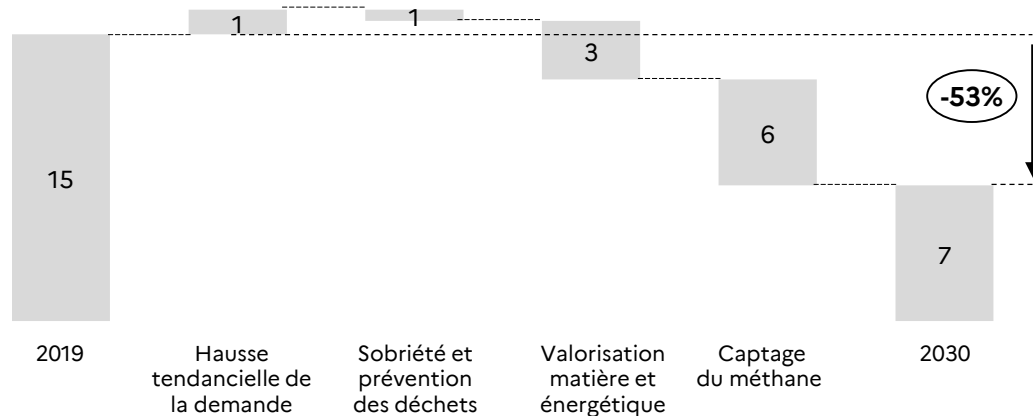 1
1
3
-53%
6
15
7
2019
Hausse
tendancielle de
la demande
Sobriété et
prévention
des déchets
Valorisation
matière et
énergétique
Captage
du méthane
2030